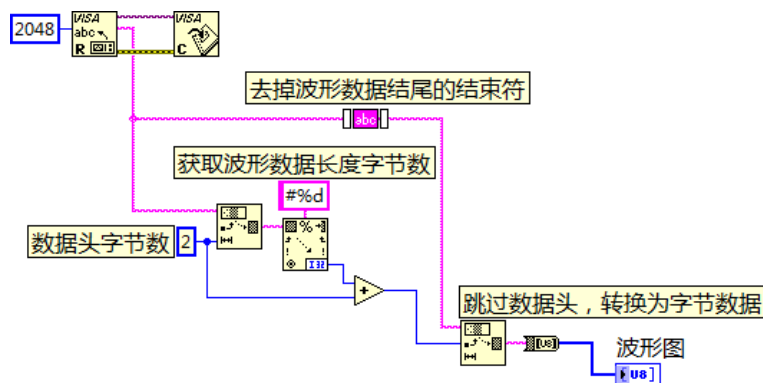 VISA
abc
R
VISA
C
2048
去掉波形数据结尾的结束符
abc
获取波形数据长度字节数
#%d
%
I32
数据头字节数
2
+
跳过数据头，转换为字节数据
[U8]
波形图
U8]